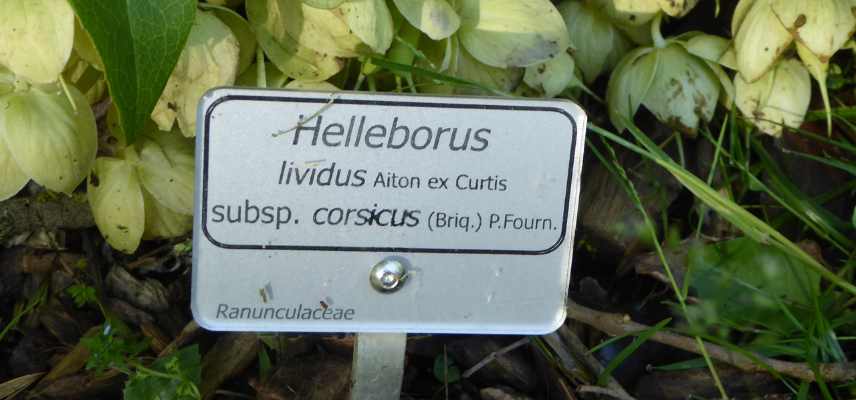 Helleborus
lividus Aiton ex Curtis
subsp. corsicus (Briq.) P.Fourn.
Ranunculaceae